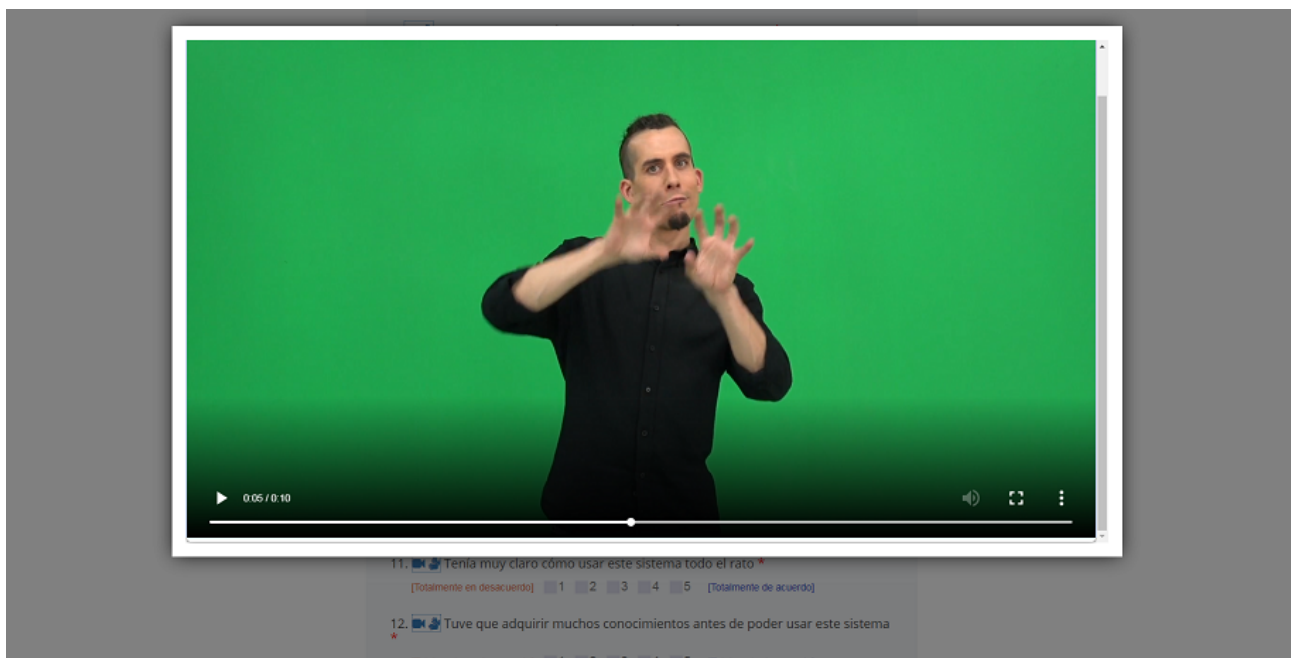 0:05 / 0:10
11. Tenía muy claro cómo usar este sistema todo el rato *
[Totalmente en desacuerdo] 1 2 3 4 5 [Totalmente de acuerdo]
12. Tuve que adquirir muchos conocimientos antes de poder usar este sistema
*